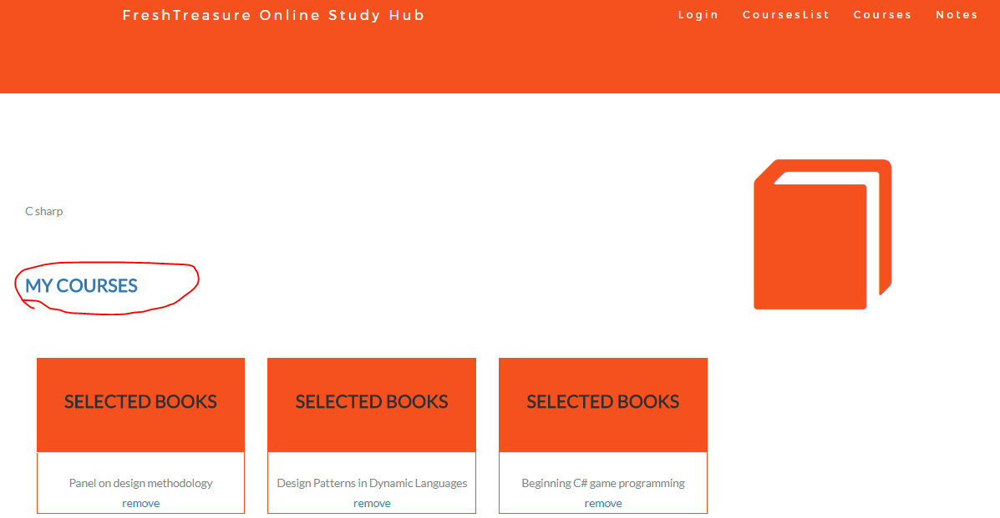 FreshTreasure Online Study Hub
Login CoursesList Courses Notes
C sharp
MY COURSES
SELECTED BOOKS
Panel on design methodology
remove
SELECTED BOOKS
Design Patterns in Dynamic Languages
remove
SELECTED BOOKS
Beginning C# game programming
remove